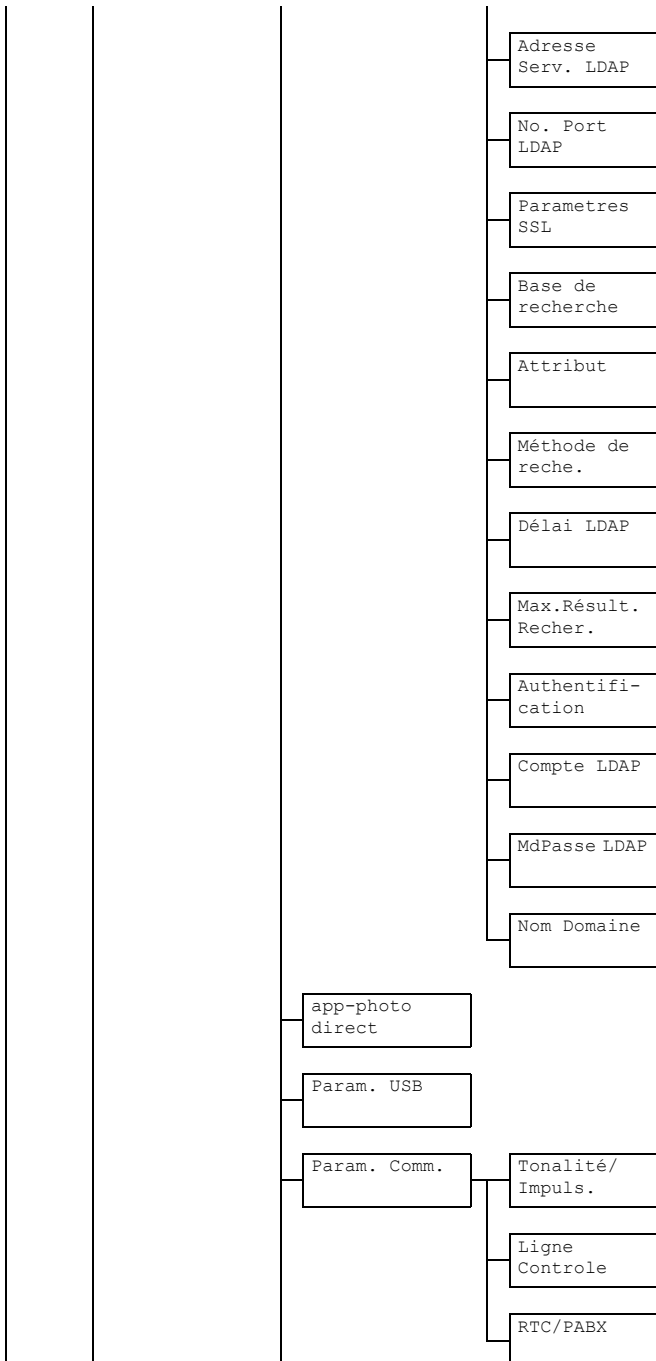 Adresse
Serv. LDAP
No. Port
LDAP
Parametres
SSL
Base de
recherche
Attribut
Méthode de
reche.
Délai LDAP
Max.Résult.
Recher.
Authentifi-
cation
Compte LDAP
MdPasse LDAP
Nom Domaine
app-photo
direct
Param. USB
Param. Comm.
Tonalité/
Impuls.
Ligne
Controle
RTC/PABX